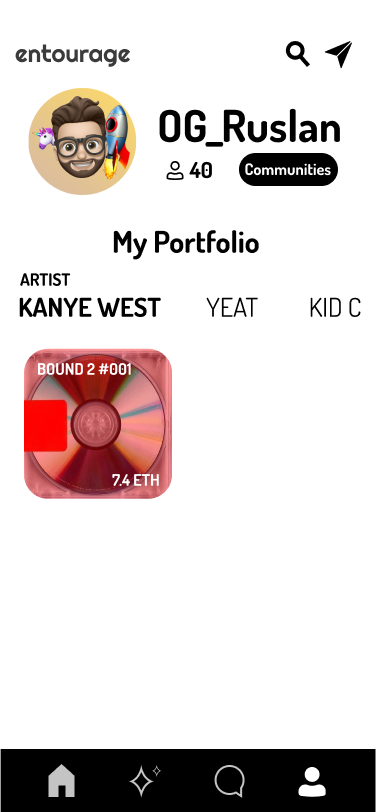 entourage
OG_Ruslan
40
Communities
My Portfolio
ARTIST
KANYE WEST YEAT KID C
BOUND 2 #001
7.4 ETH